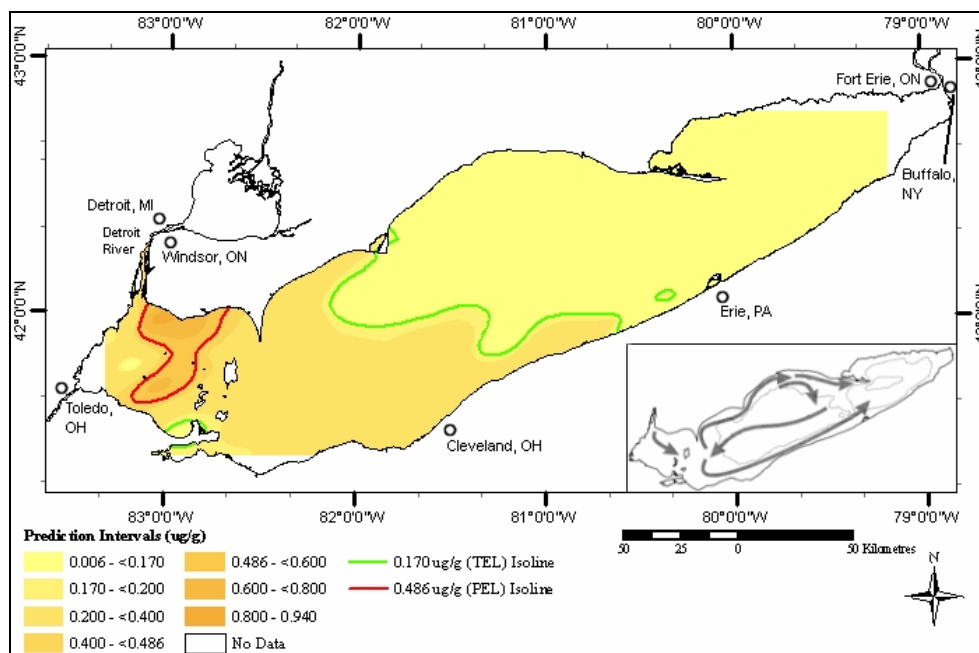 83°0'0"W 82°0'0"W 81°0'0"W 80°0'0"W 79°0'0"W
43°0'0"N
Fort Erie, ON
Buffalo,
NY
Detroit, MI
Detroit
River
Windsor, ON
42°0'0"N
Erie, PA
Toledo,
OH
Cleveland, OH
83°0'0"W 82°0'0"W 81°0'0"W 80°0'0"W 79°0'0"W
Prediction Intervals (ug/g)
0.006 - <0.170
0.170 - <0.200
0.200 - <0.400
0.400 - <0.486
0.486 - <0.600
0.600 - <0.800
0.800 - 0.940
No Data
0.170 ug/g (TEL) Isoline
0.486 ug/g (PEL) Isoline
50 25 0 50 Kilometres
N